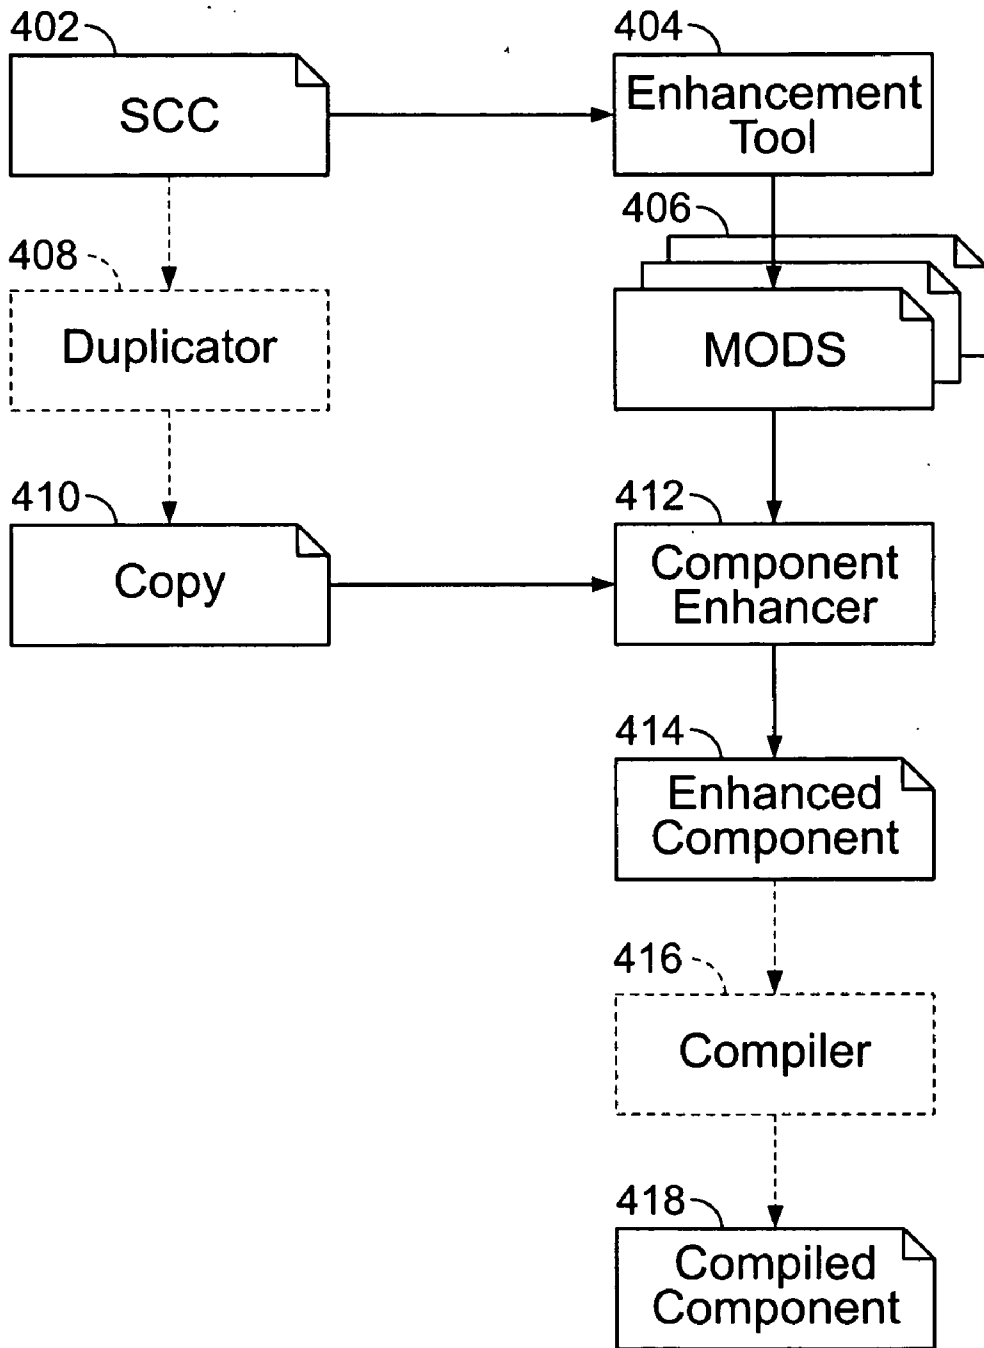 402
SCC
404
Enhancement
Tool
406
MODS
408
Duplicator
410
Copy
412
Component
Enhancer
414
Enhanced
Component
416
Compiler
418
Compiled
Component